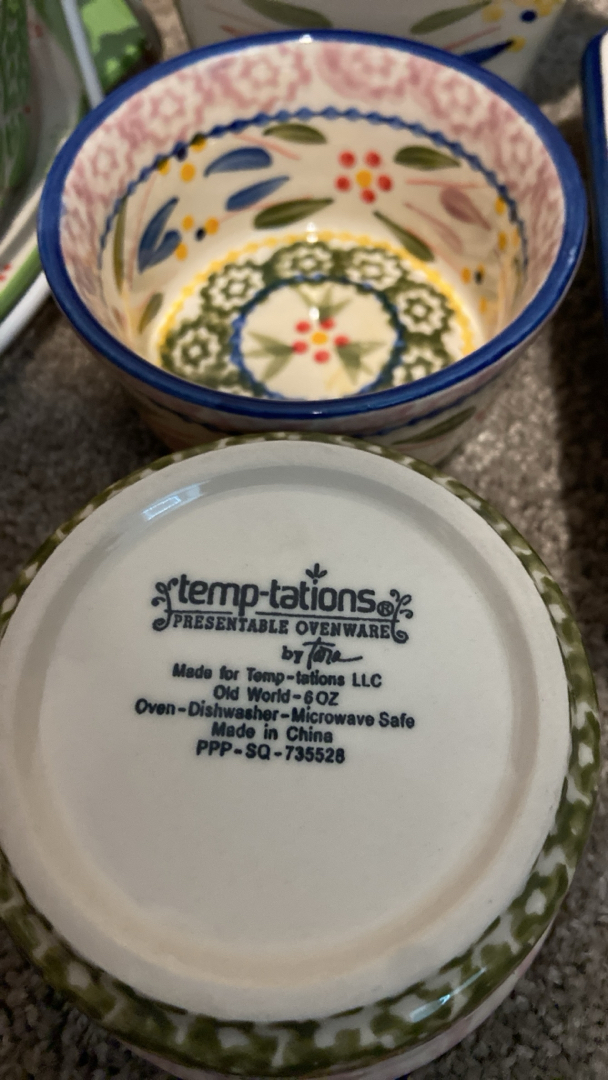 temp-tations®
PRESENTABLE OVENWARE
by Tara
Made for Temp-tations LLC
Old World-6 OZ
Oven-Dishwasher-Microwave Safe
Made in China
PPP-SQ-735528